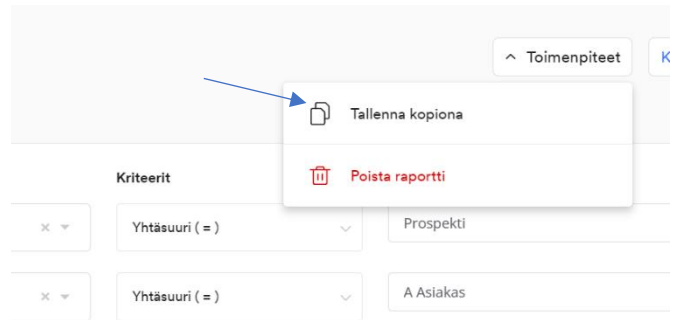 Toimenpiteet K
Tallenna kopiona
Kriteerit
Poista raportti
Yhtäsuuri ( = ) Prospekti
Yhtäsuuri ( = ) A Asiakas